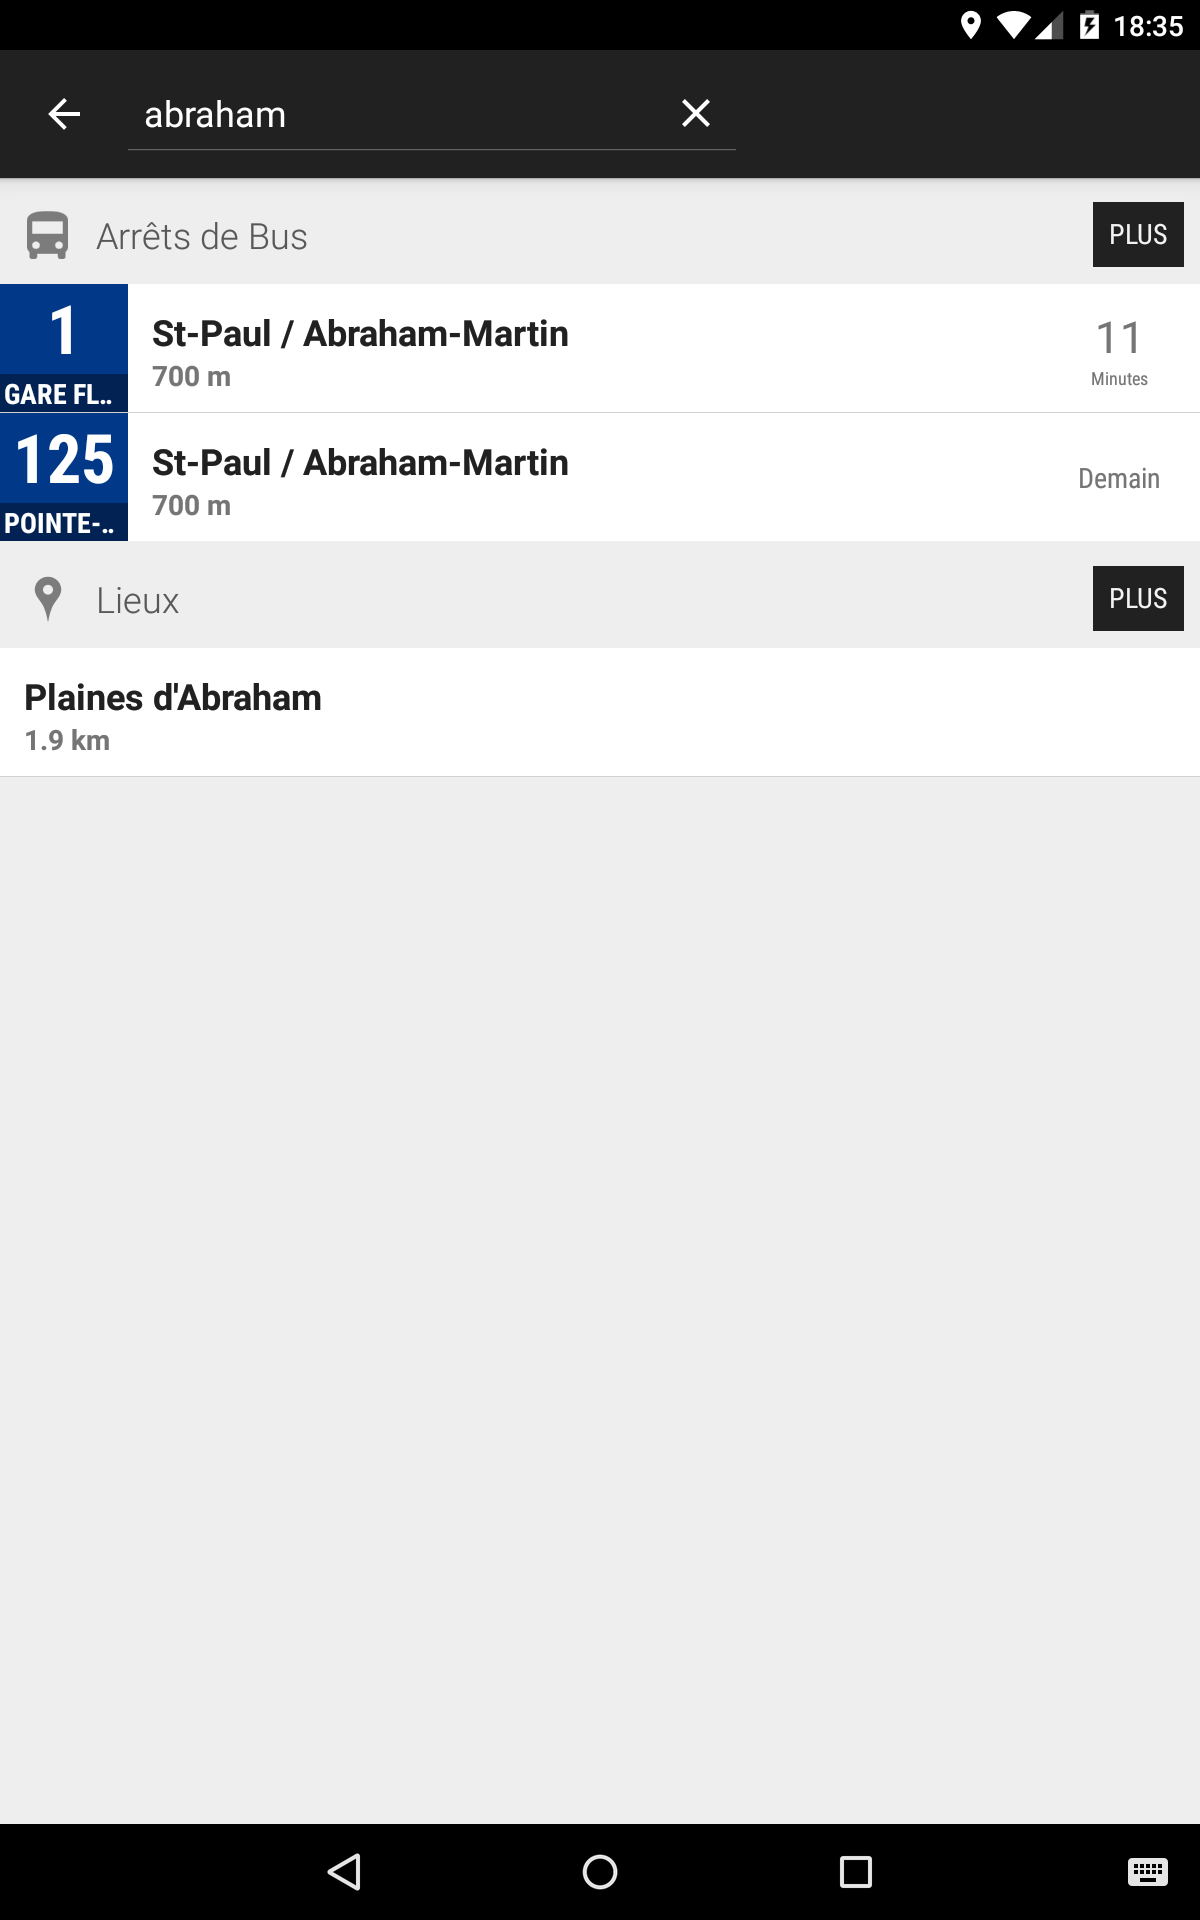 18:35
abraham
Arrêts de Bus
PLUS
1
GARE FL..
St-Paul / Abraham-Martin
700 m
11
Minutes
125
POINTE-..
St-Paul / Abraham-Martin
700 m
Demain
Lieux
PLUS
Plaines d'Abraham
1.9 km